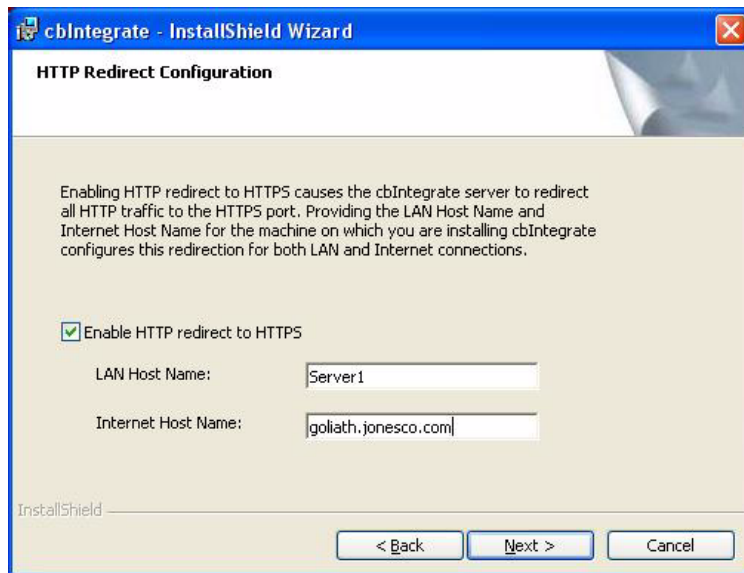 cbIntegrate - InstallShield Wizard
HTTP Redirect Configuration
Enabling HTTP redirect to HTTPS causes the cbIntegrate server to redirect
all HTTP traffic to the HTTPS port. Providing the LAN Host Name and
Internet Host Name for the machine on which you are installing cbIntegrate
configures this redirection for both LAN and Internet connections.
Enable HTTP redirect to HTTPS
LAN Host Name: Server1
Internet Host Name: goliath.jonesco.com
InstallShield
< Back Next > Cancel